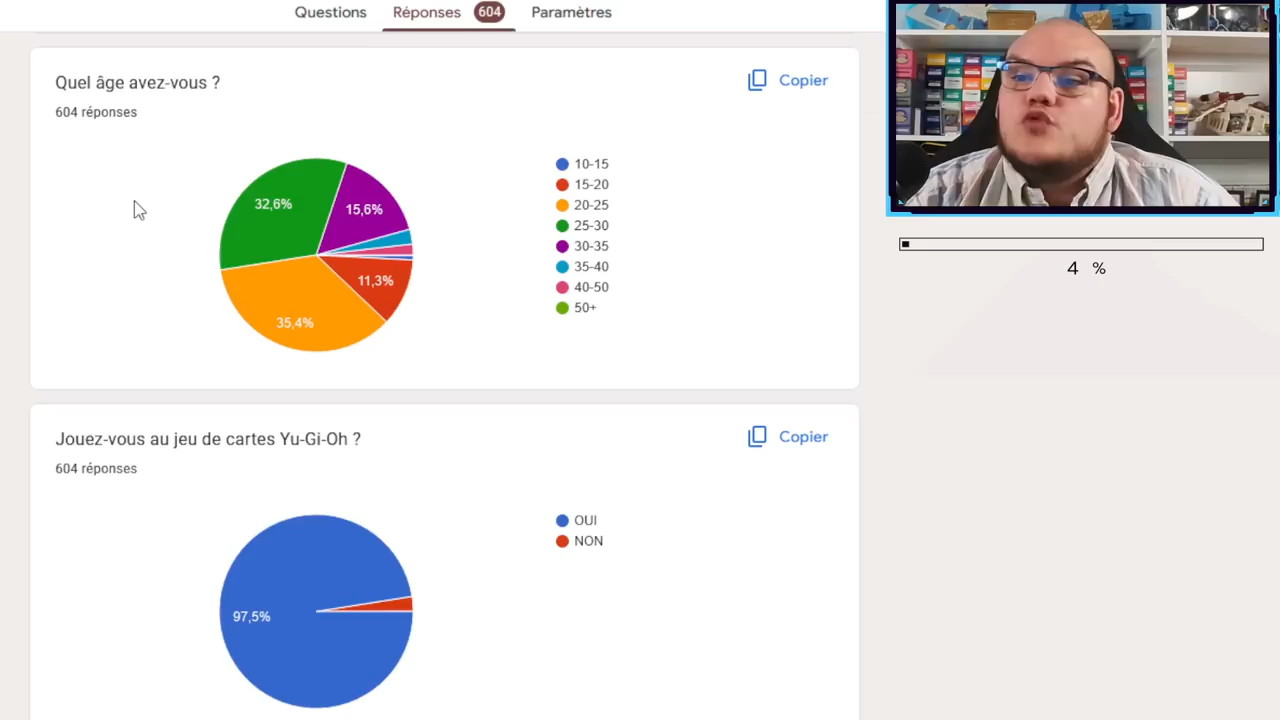 Questions Réponses 604 Paramètres
Quel âge avez-vous ?
Copier
604 réponses
32,6%
15,6%
11,3%
35,4%
10-15
15-20
20-25
25-30
30-35
35-40
40-50
50+
4 %
Jouez-vous au jeu de cartes Yu-Gi-Oh ?
Copier
604 réponses
97,5%
OUI
NON